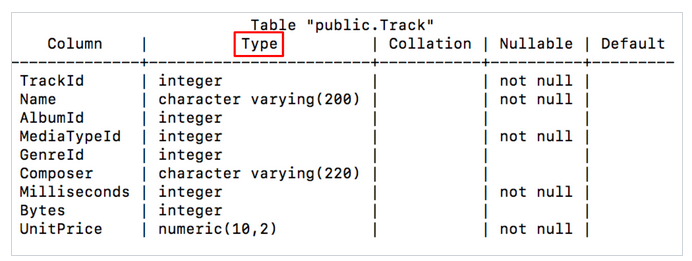 Table "public.Track"
Column | Type | Collation | Nullable | Default
---------------+------------------------+-----------+----------+---------
TrackId | integer | | not null |
Name | character varying(200) | | not null |
AlbumId | integer | | |
MediaTypeId | integer | | not null |
GenreId | integer | | |
Composer | character varying(220) | | |
Milliseconds | integer | | not null |
Bytes | integer | | |
UnitPrice | numeric(10,2) | | not null |